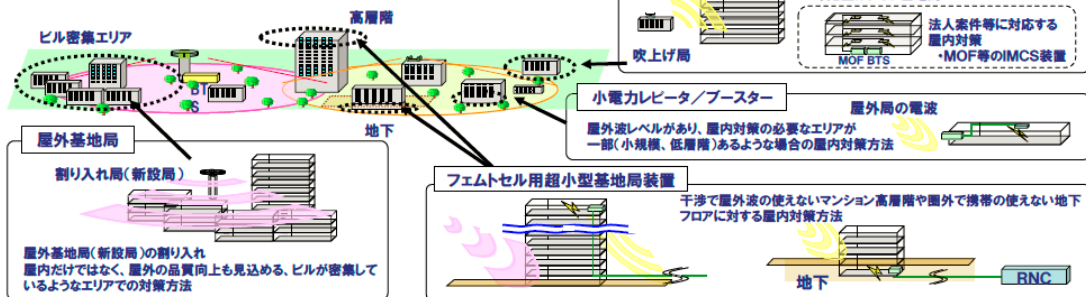 高層階
ビル密集エリア
BT
S
地下
吹上げ局
MOF BTS
法人案件等に対応する
屋内対策
・MOF等のIMCS装置
小電力レピータ／ブースター
屋外波レベルがあり、屋内対策の必要なエリアが
一部（小規模、低層階）あるような場合の屋内対策方法
屋外局の電波
屋外基地局
割り入れ局（新設局）
屋外基地局（新設局）の割り入れ
屋内だけではなく、屋外の品質向上も見込める、ビルが密集して
いるようなエリアでの対策方法
フェムトセル用超小型基地局装置
干渉で屋外波の使えないマンション高層階や圏外で携帯の使えない地下
フロアに対する屋内対策方法
地下
RNC